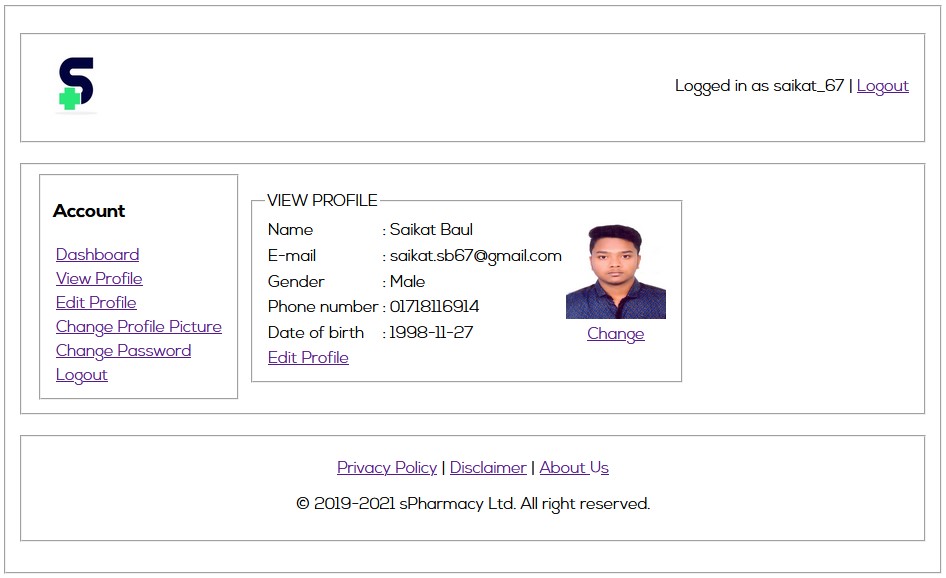 S
Logged in as saikat_67 | Logout
Account
Dashboard
View Profile
Edit Profile
Change Profile Picture
Change Password
Logout
VIEW PROFILE
Name : Saikat Baul
E-mail : saikat.sb67@gmail.com
Gender : Male
Phone number : 01718116914
Date of birth : 1998-11-27
Edit Profile
Change
Privacy Policy | Disclaimer | About Us
© 2019-2021 sPharmacy Ltd. All right reserved.